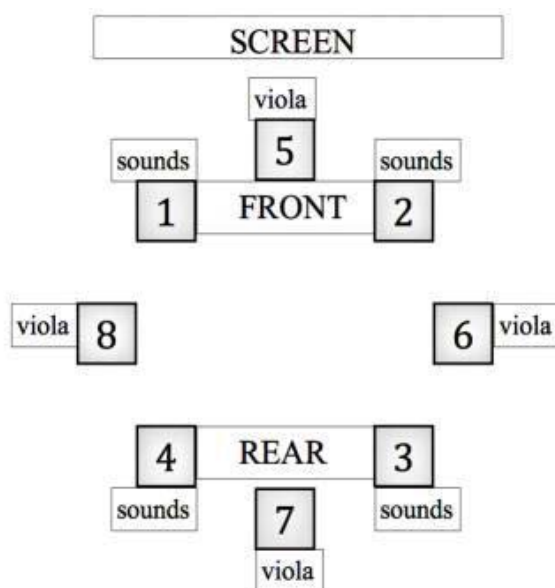 SCREEN
viola
5
sounds sounds
1 FRONT 2
viola 8 6 viola
4 REAR 3
sounds 7 sounds
viola